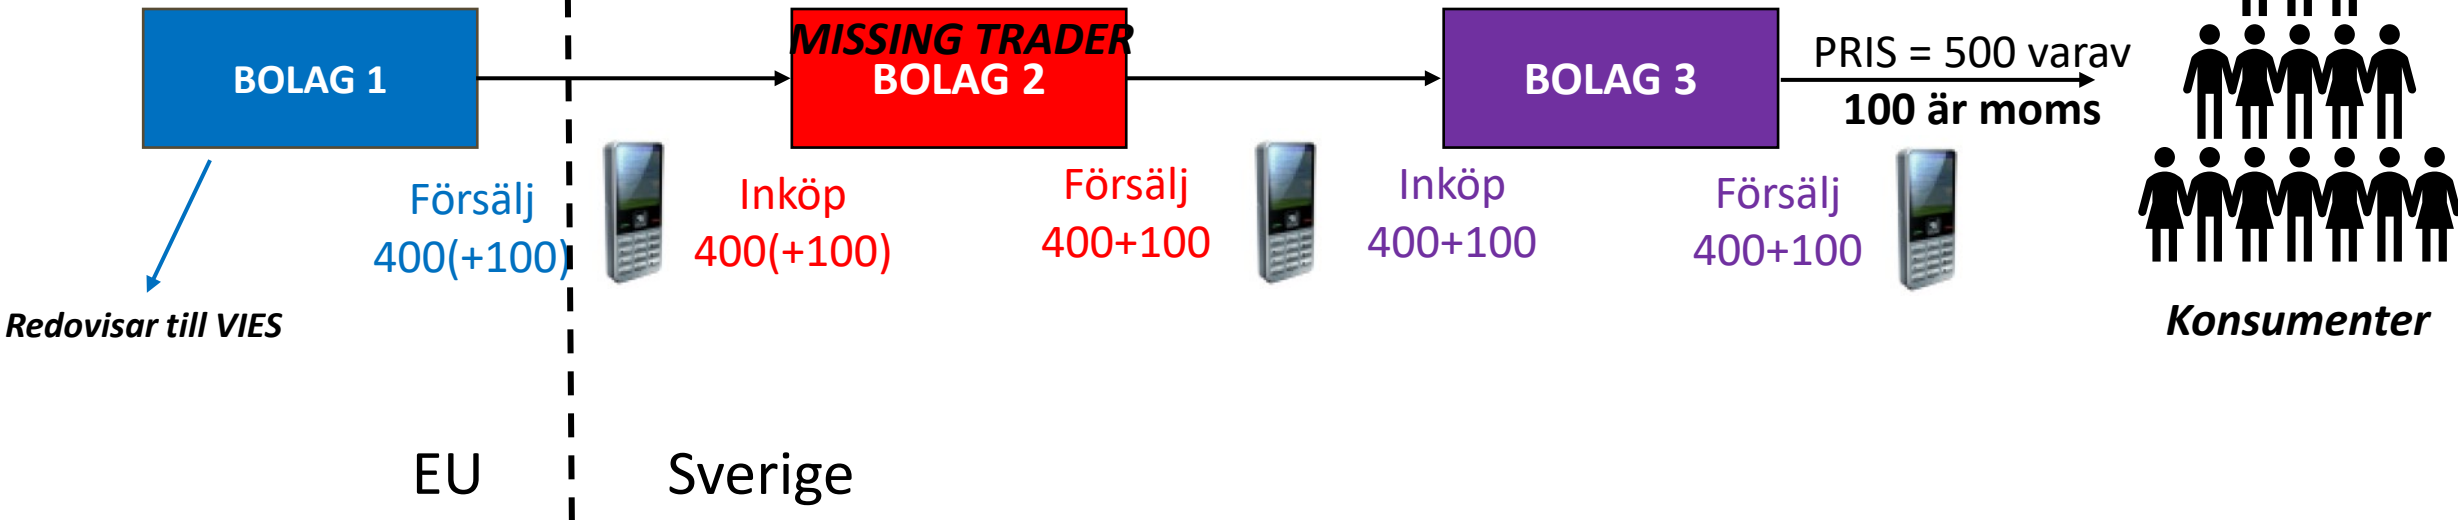 MISSING TRADER
BOLAG 1
BOLAG 2
BOLAG 3
PRIS = 500 varav
100 är moms
Försälj
400(+100)
Inköp
400(+100)
Försälj
400+100
Inköp
400+100
Försälj
400+100
Redovisar till VIES
Konsumenter
EU
Sverige